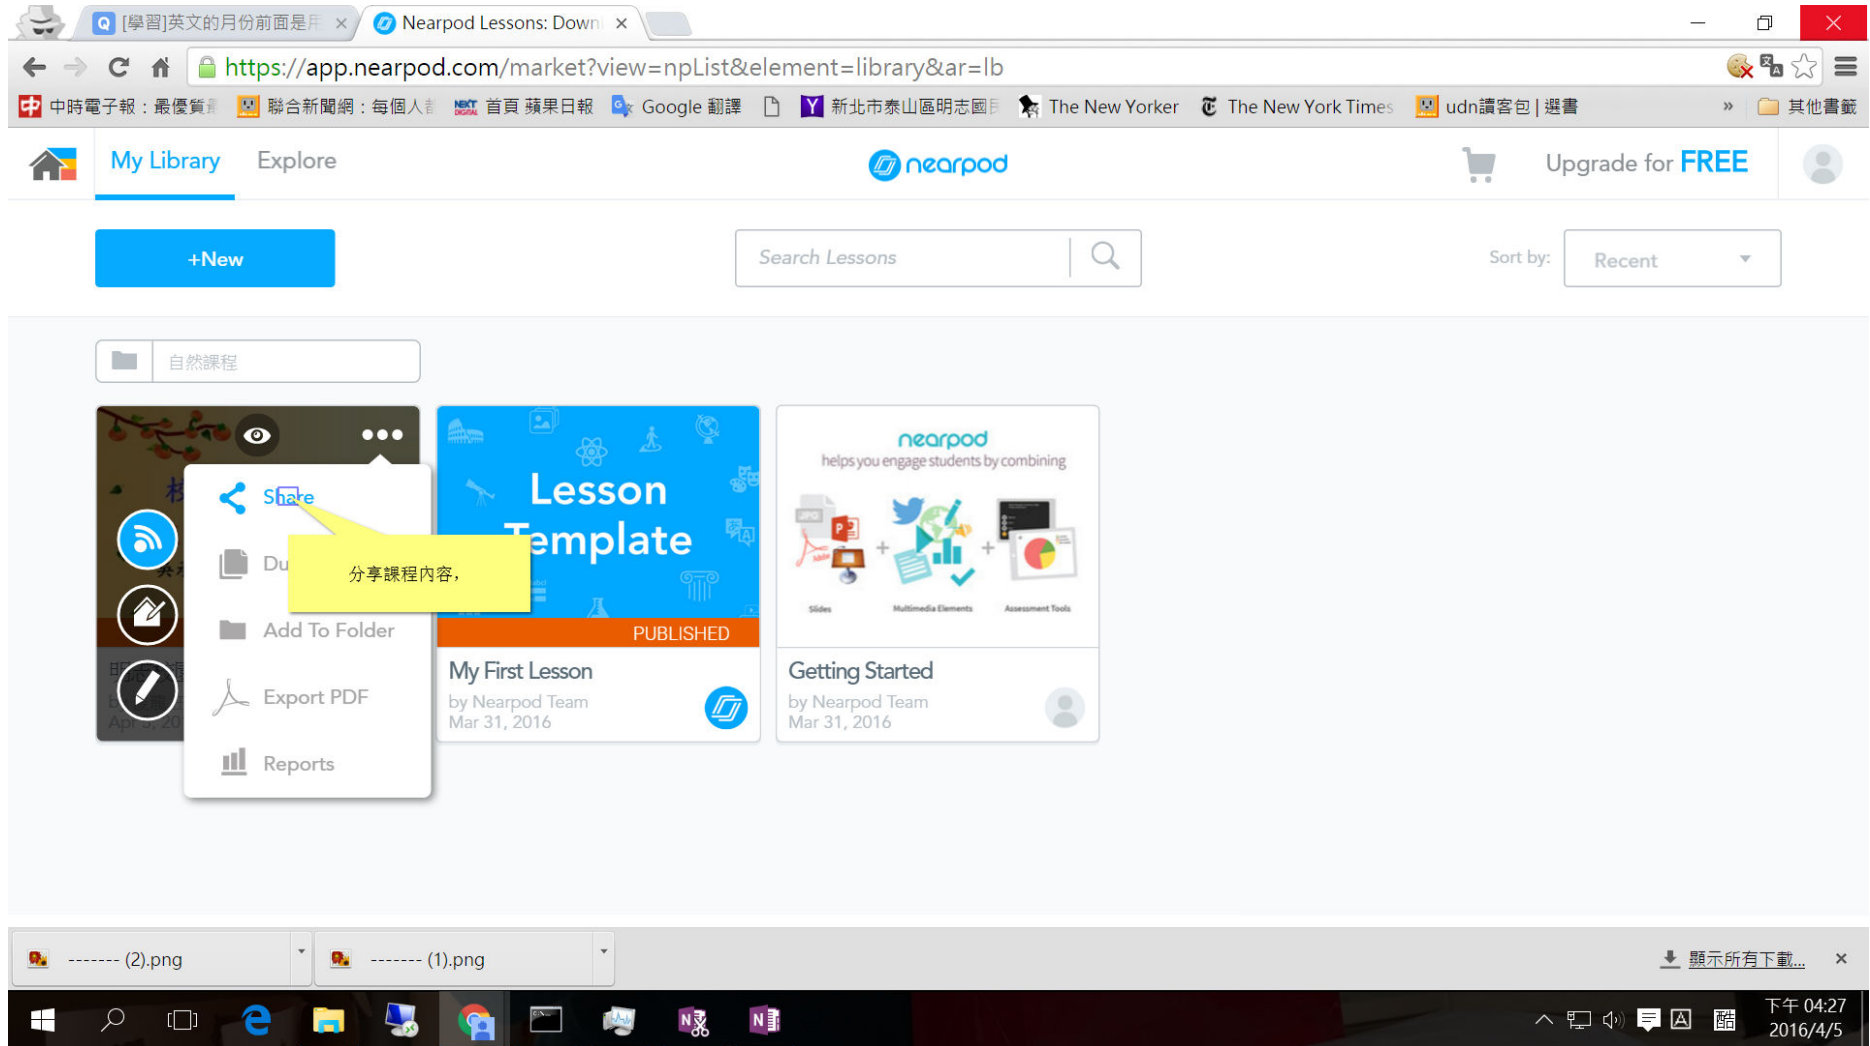 [學習]英文的月份前面是用
Nearpod Lessons: Down
https://app.nearpod.com/market?view=npList&element=library&ar=lb
中時電子報：最優質
聯合新聞網：每個人
首頁 蘋果日報
Google 翻譯
新北市泰山區明志國
The New Yorker
The New York Times
udn讀客包 | 選書
»
其他書籤
My Library
Explore
nearpod
Upgrade for FREE
+New
Search Lessons
Sort by:
Recent
自然課程
Share
Du
分享課程內容，
Add To Folder
Export PDF
Reports
Lesson
Template
PUBLISHED
My First Lesson
by Nearpod Team
Mar 31, 2016
nearpod
helps you engage students by combining
JPG
P
Adobe
+
+
Slides
Multimedia Elements
Assessment Tools
Getting Started
by Nearpod Team
Mar 31, 2016
------- (2).png
------- (1).png
顯示所有下載...
下午 04:27
2016/4/5